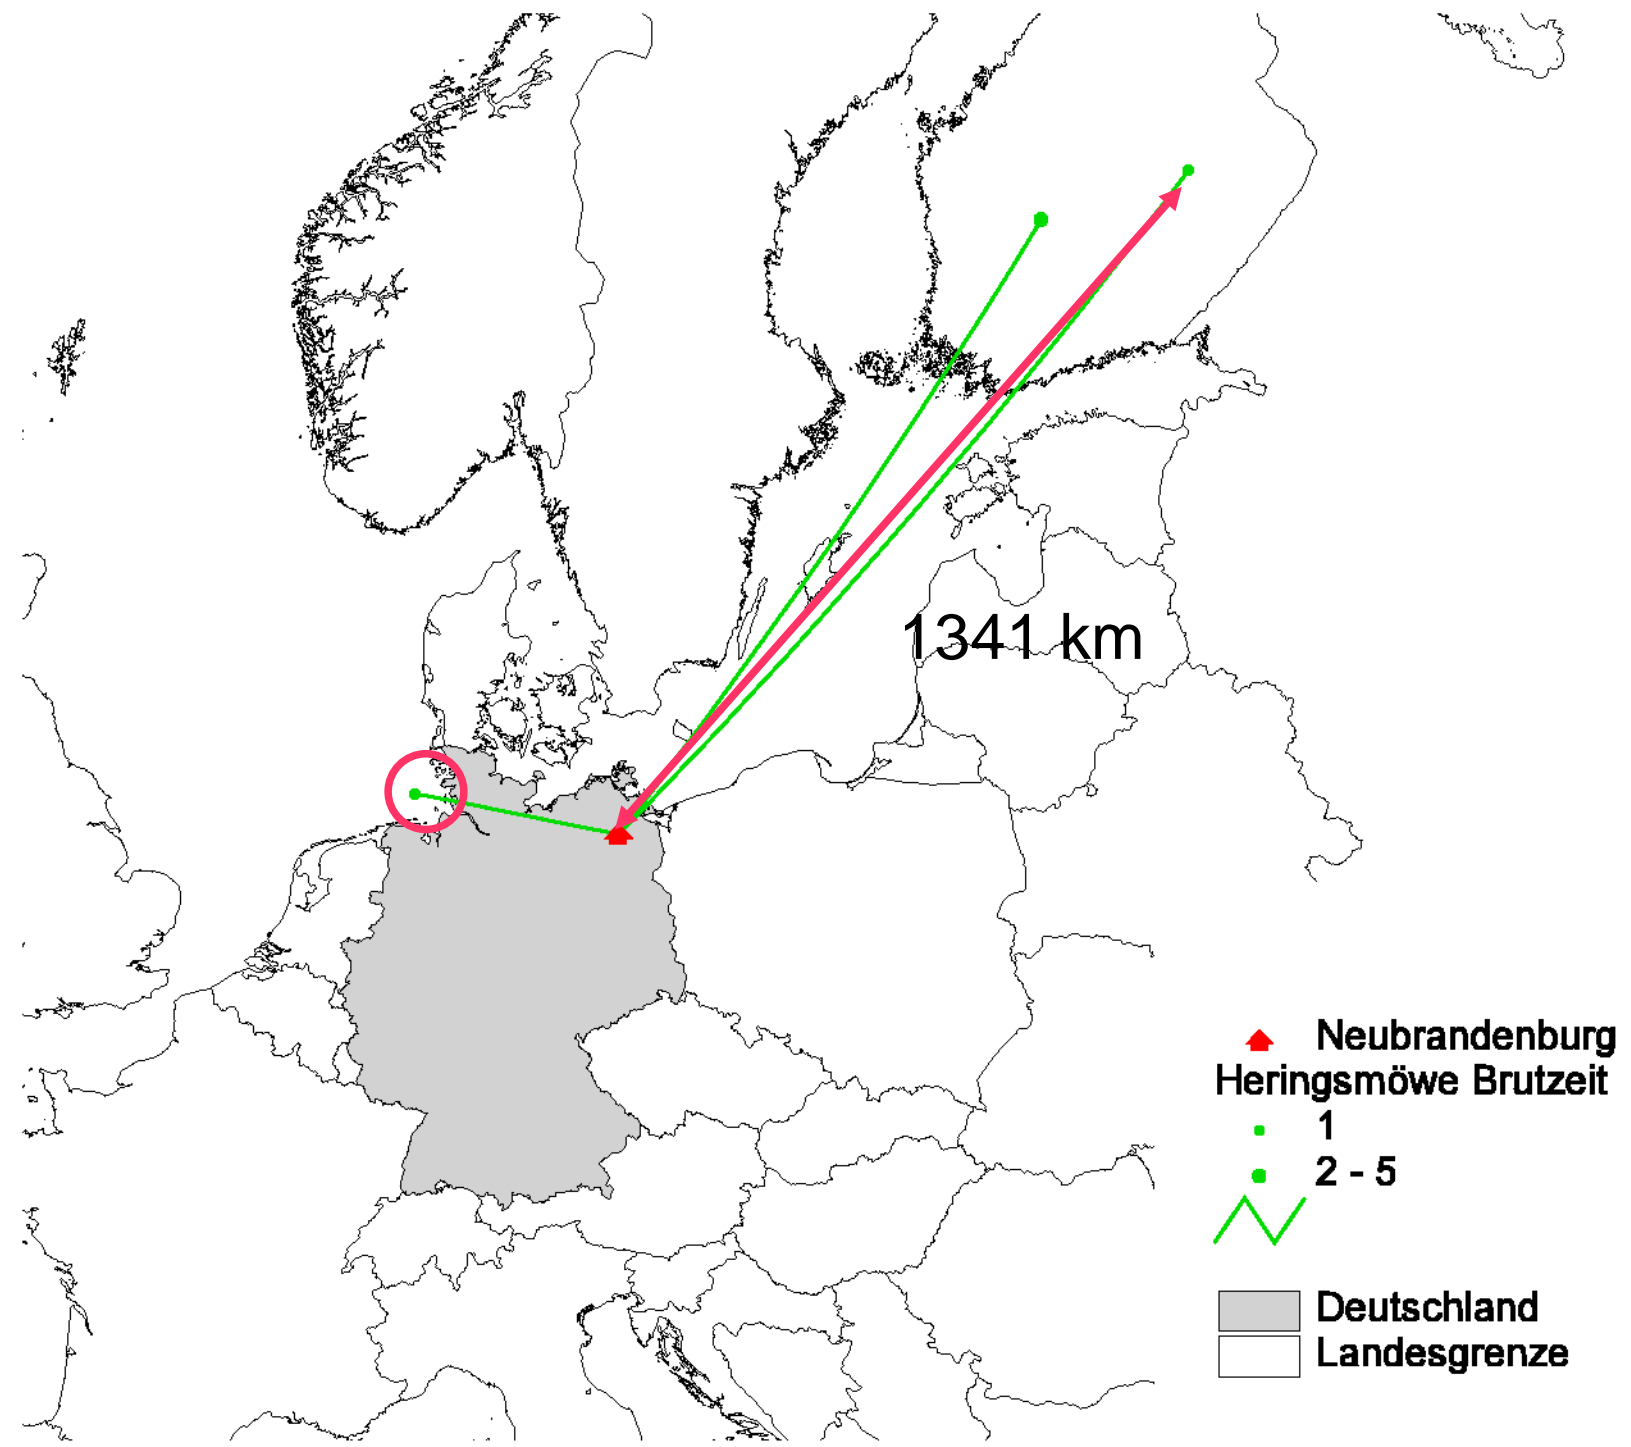 1341 km
Neubrandenburg
Heringsmöwe Brutzeit
1
2 - 5
Deutschland
Landesgrenze